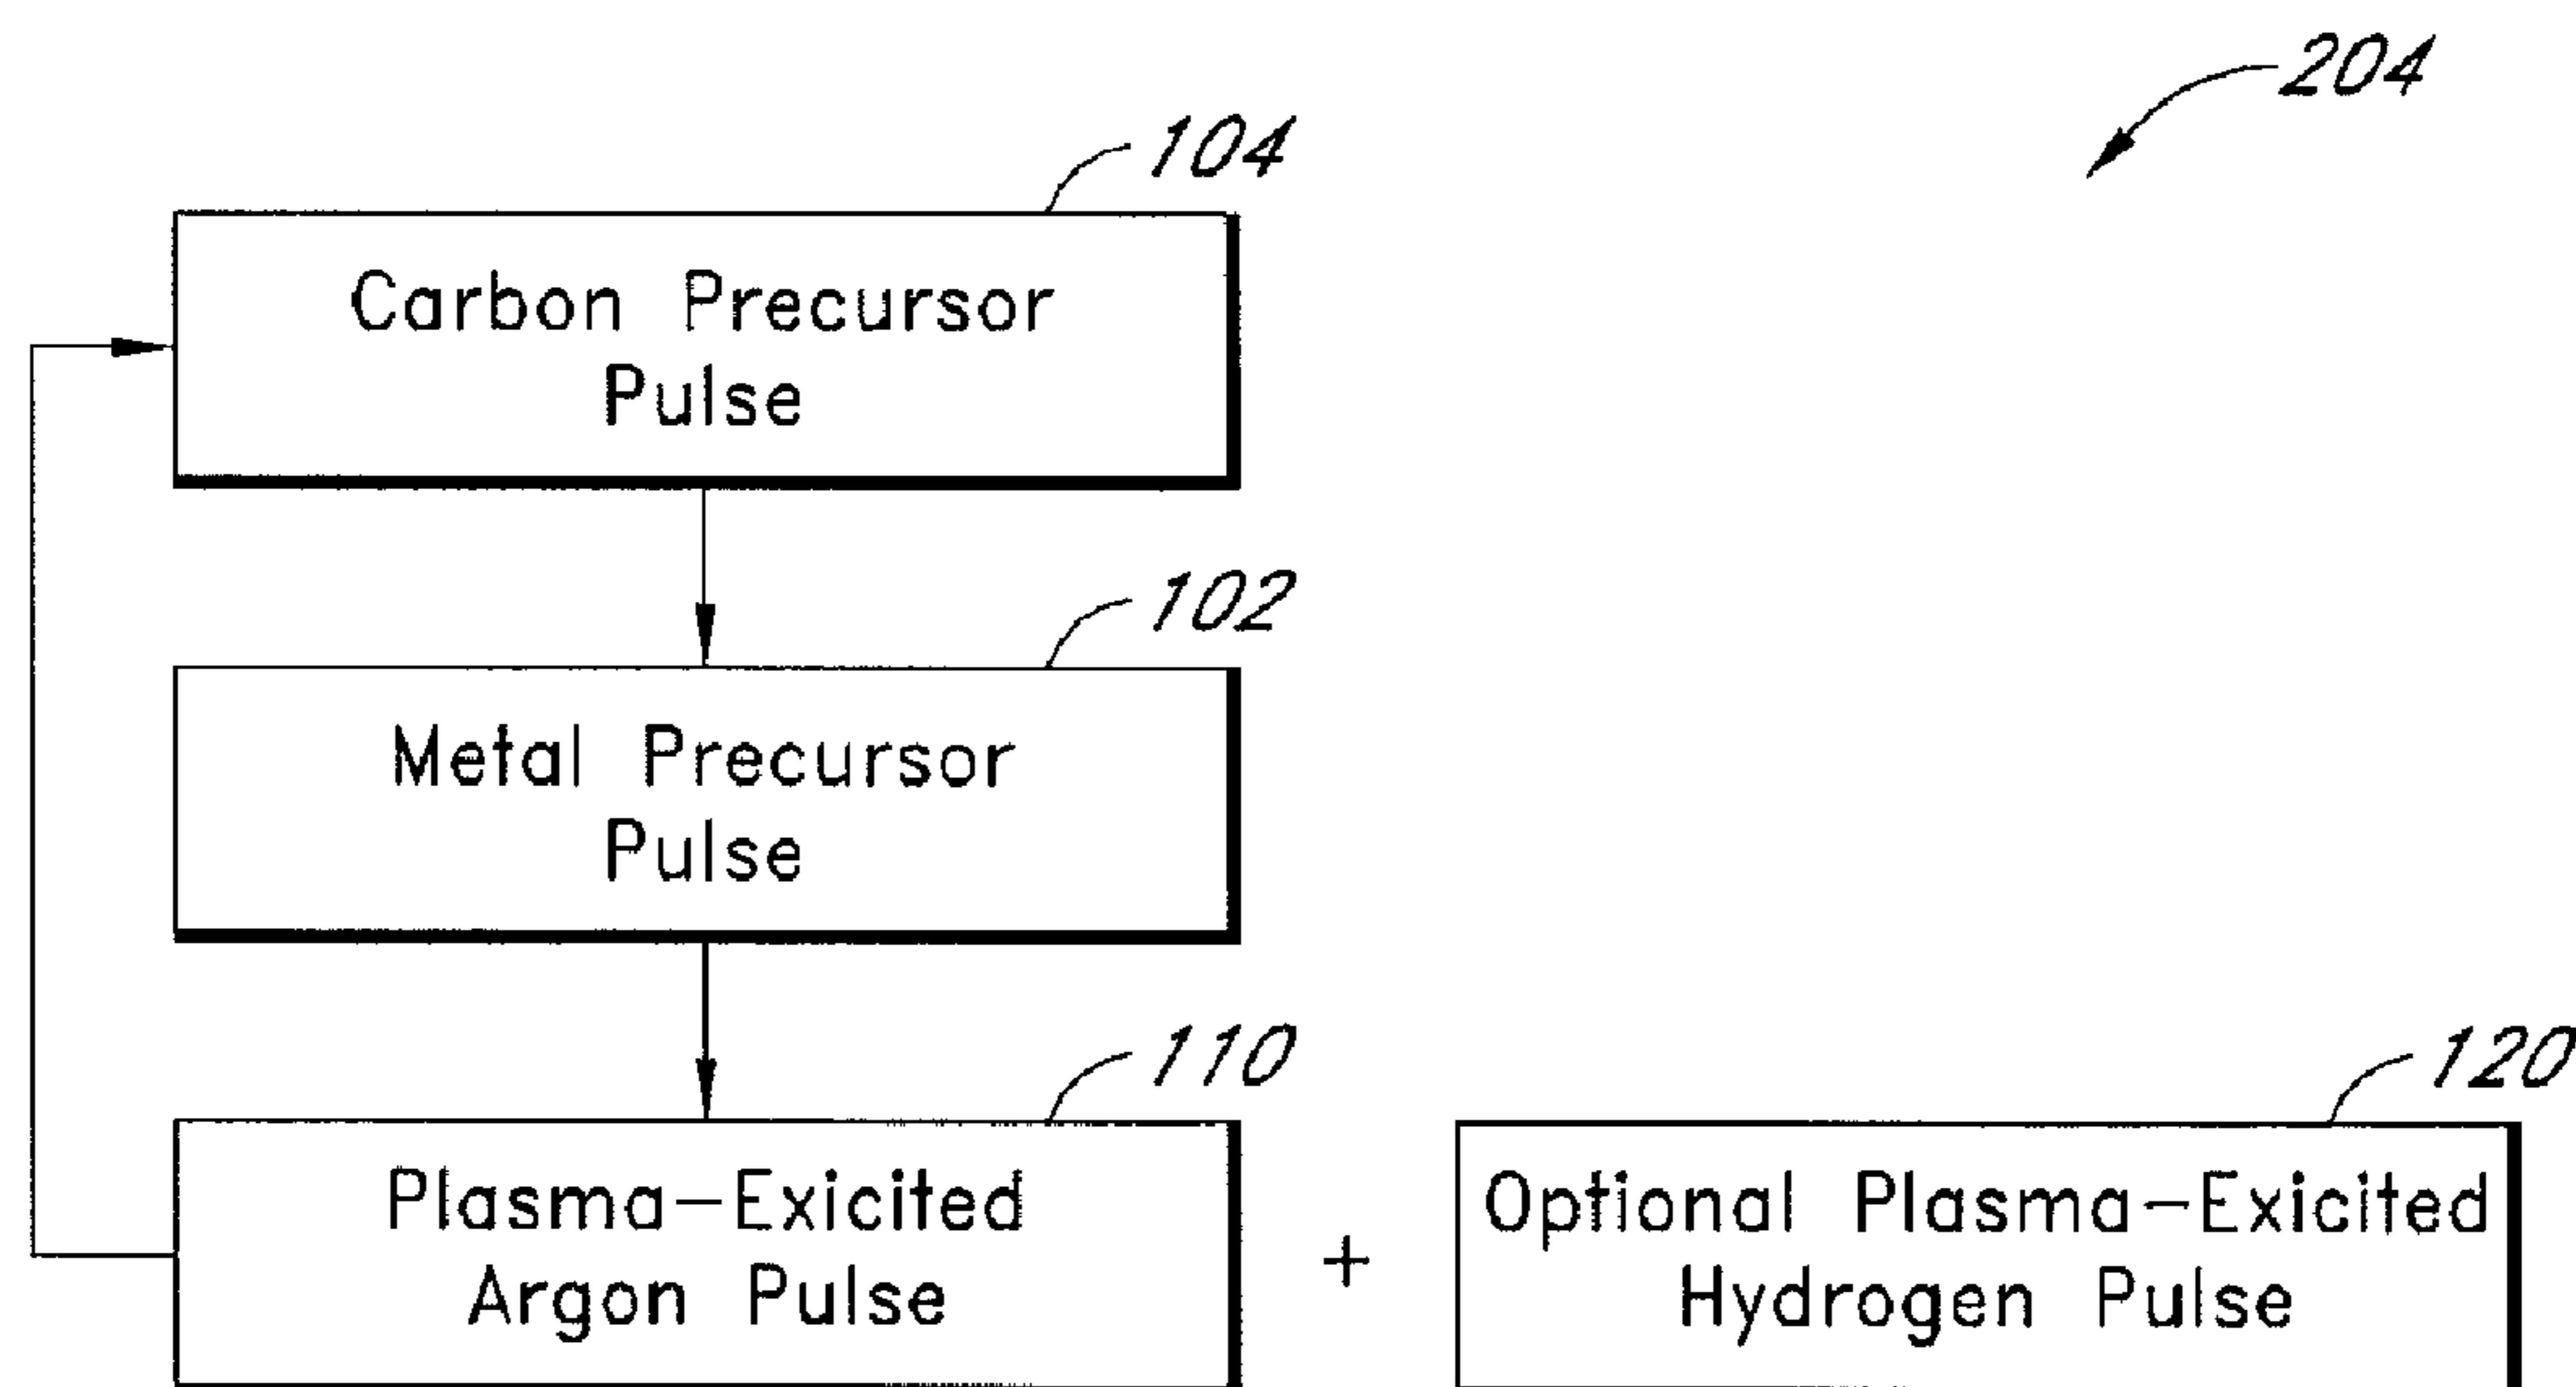 204
104
Carbon Precursor
Pulse
102
Metal Precursor
Pulse
110
Plasma-Exicited
Argon Pulse
+
120
Optional Plasma-Exicited
Hydrogen Pulse